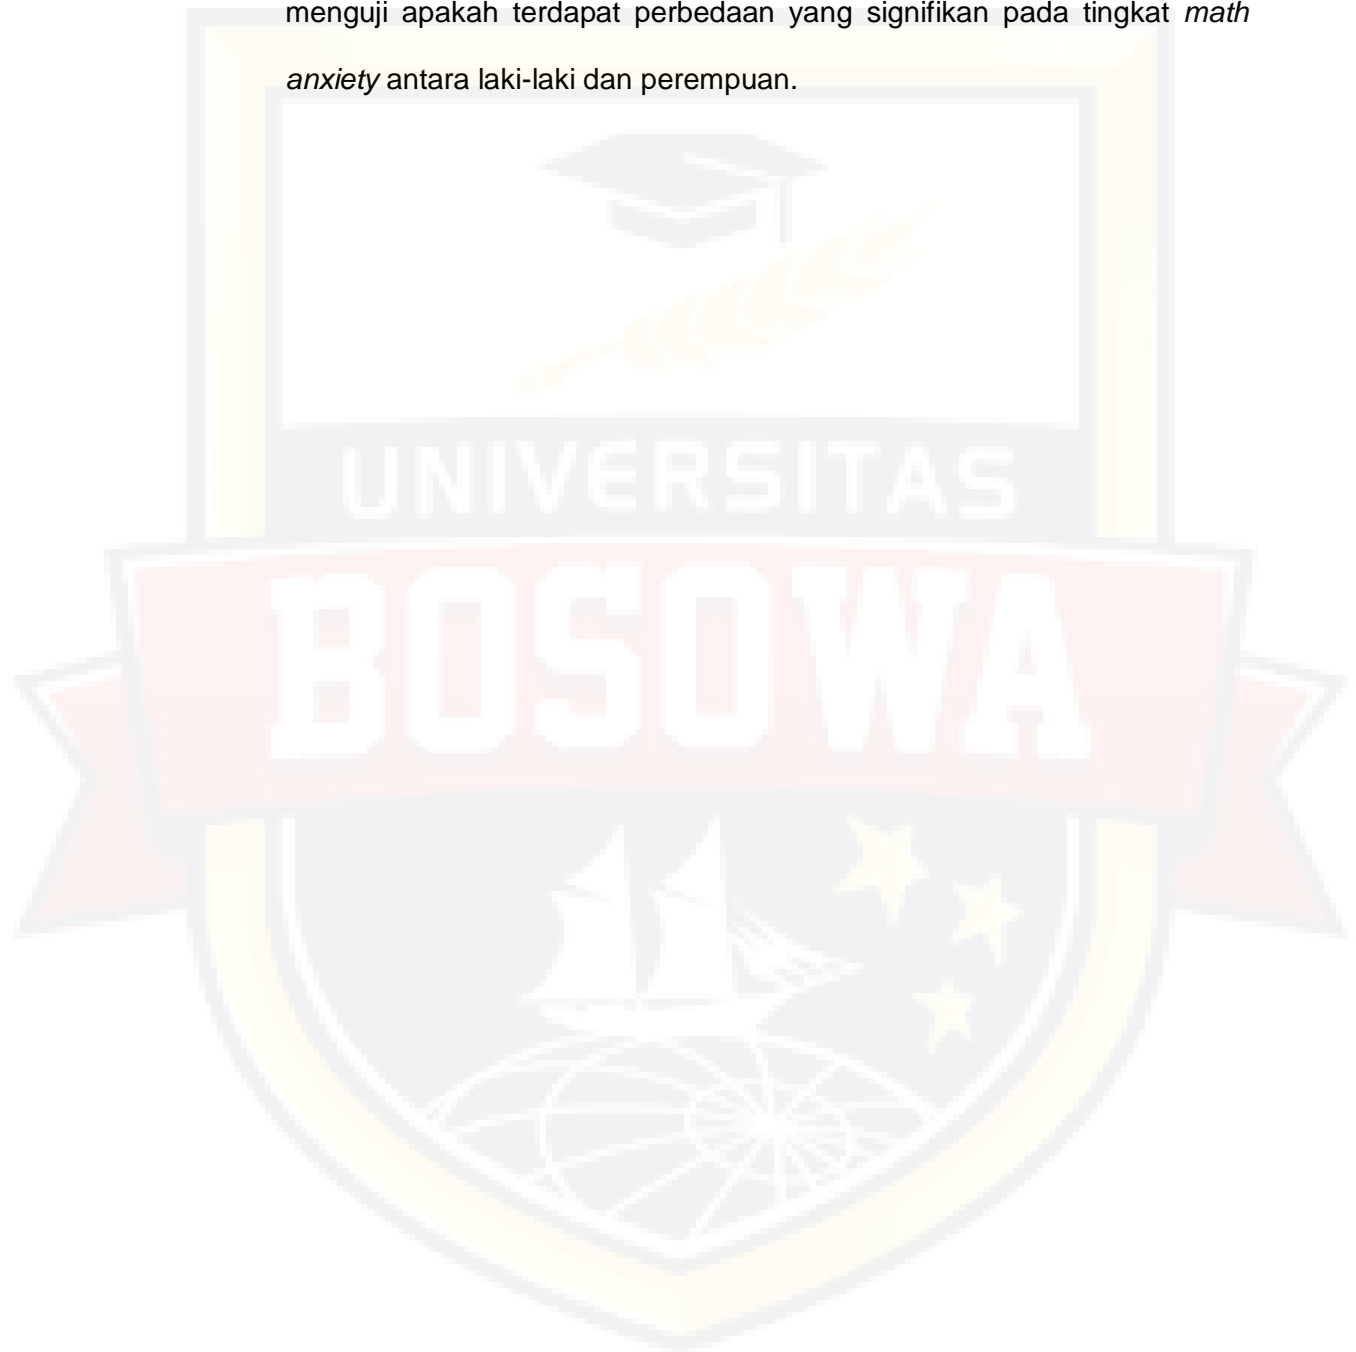 menguji apakah terdapat perbedaan yang signifikan pada tingkat math
anxiety antara laki-laki dan perempuan.
UNIVERSITAS
BOSOWA